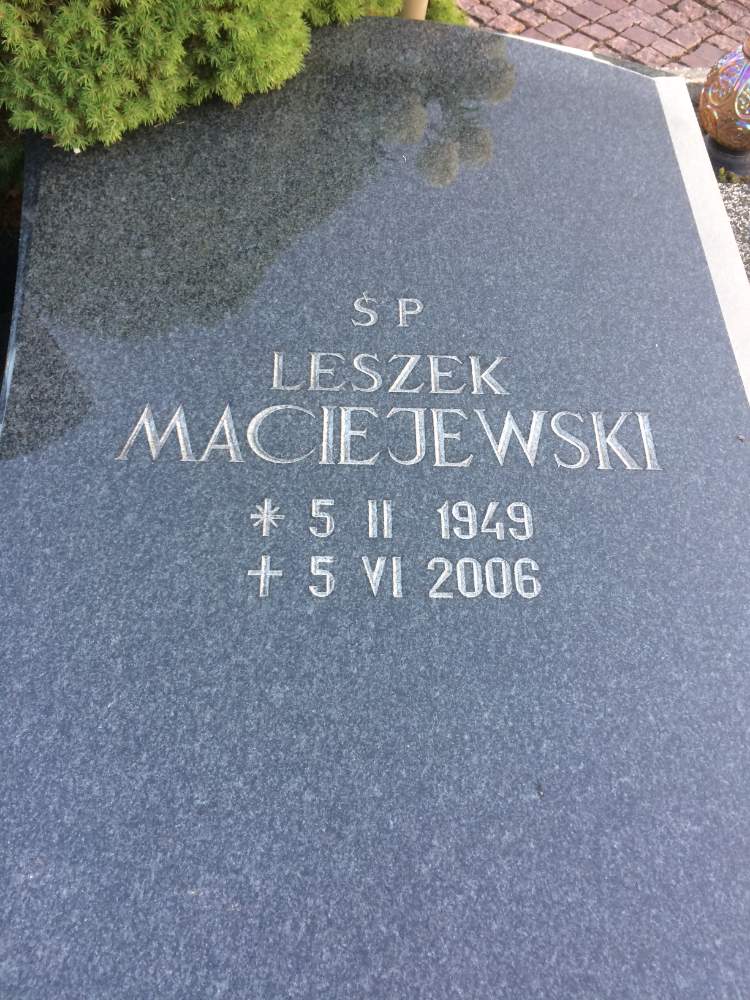 Ś P
LESZEK
MACIEJEWSKI
* 5 II 1949
✝ 5 VI 2006